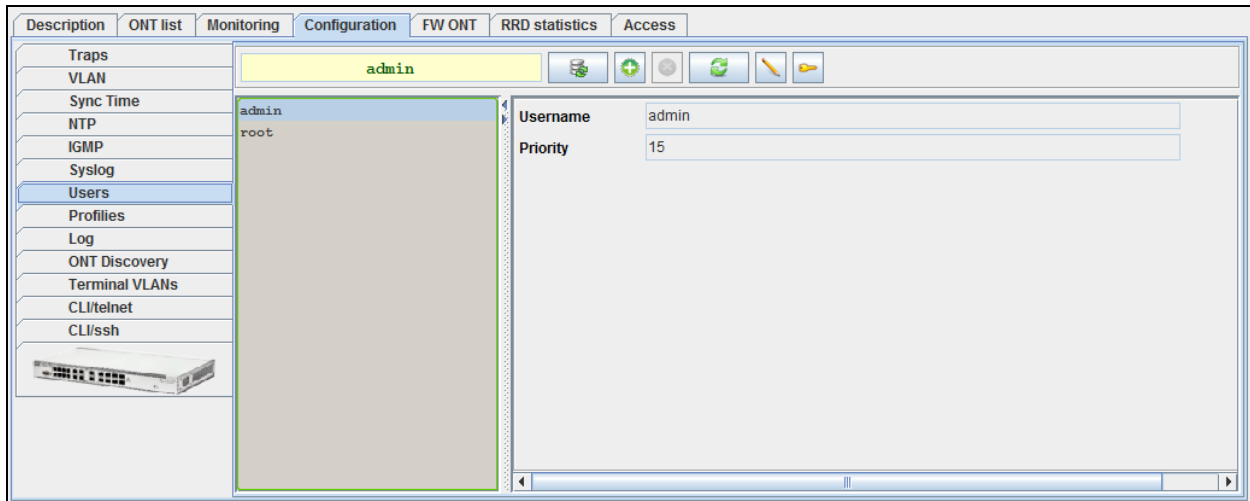 Description ONT list Monitoring Configuration FW ONT RRD statistics Access
Traps
VLAN
Sync Time
NTP
IGMP
Syslog
Users
Profilies
Log
ONT Discovery
Terminal VLANs
CLI/telnet
CLI/ssh
admin
admin
root
Username admin
Priority 15